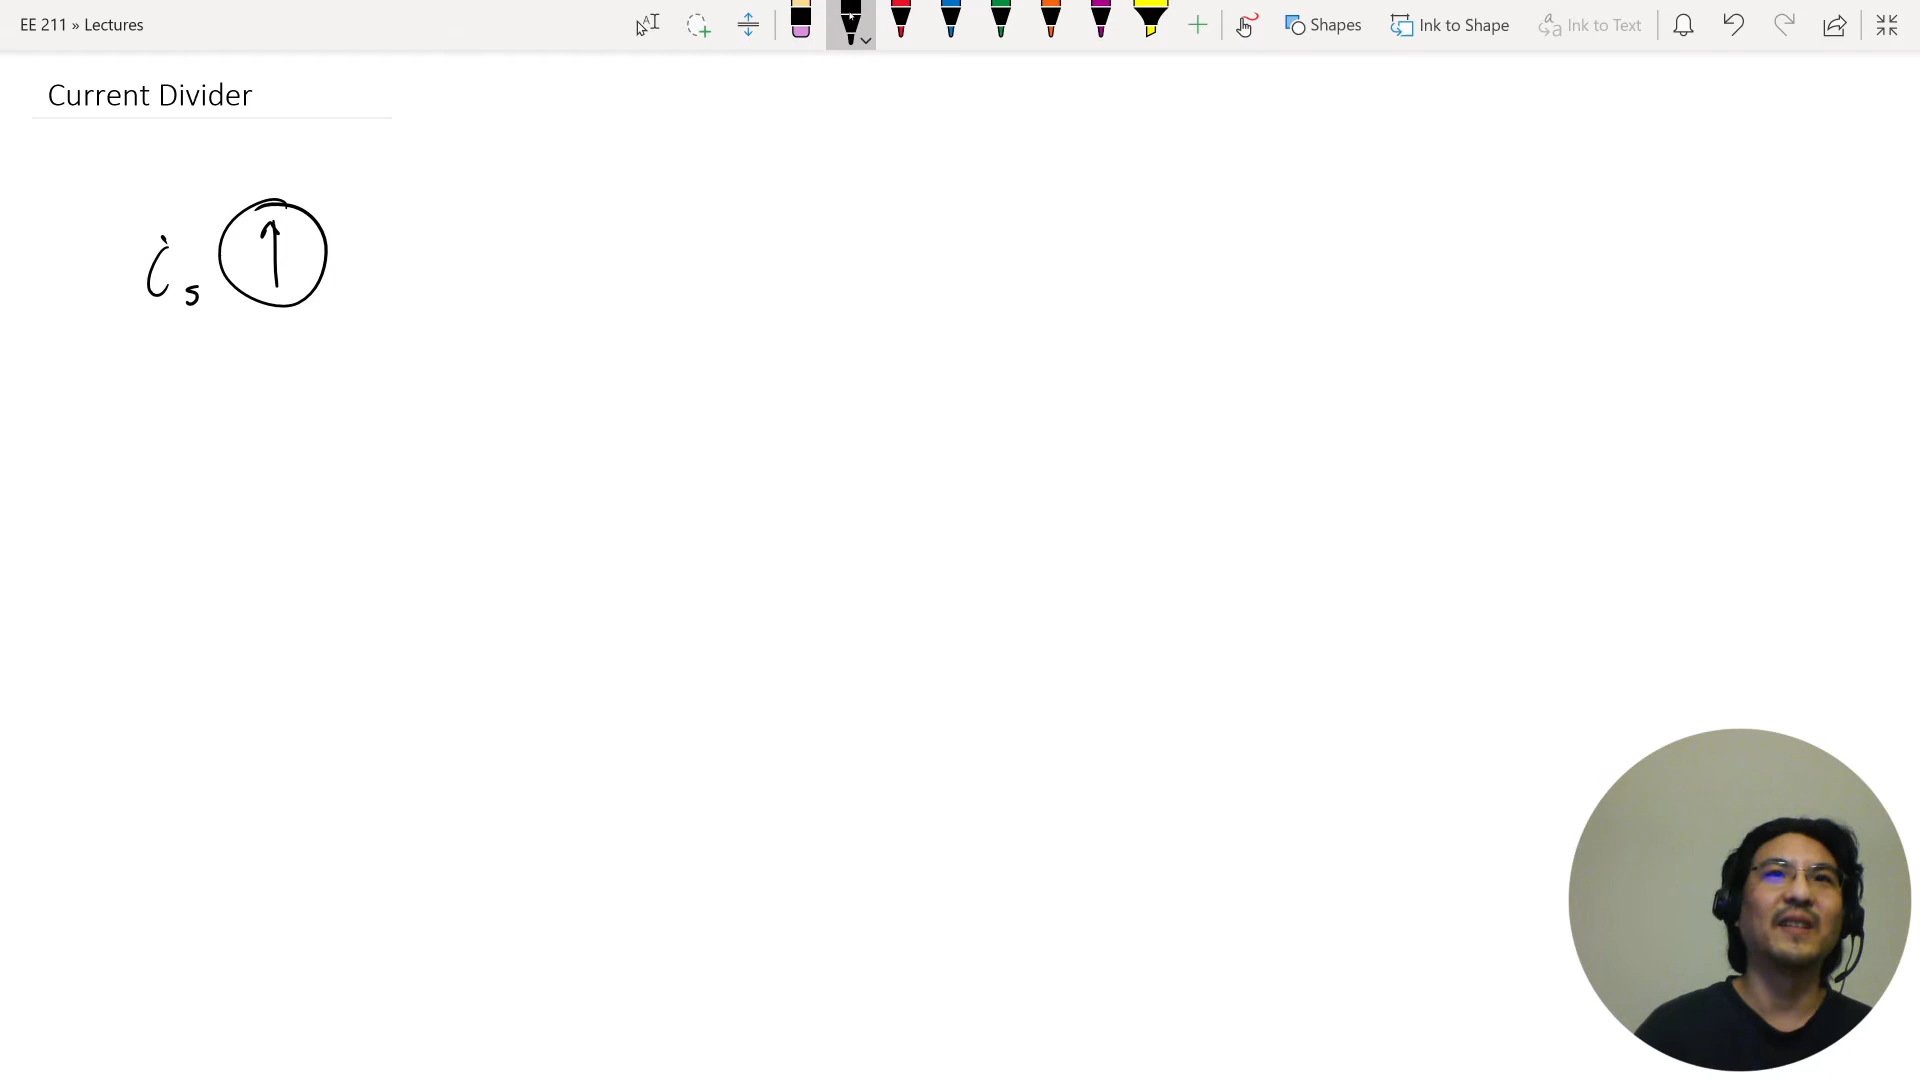 EE 211 » Lectures
Shapes
Ink to Shape
Ink to Text
Current Divider
i s